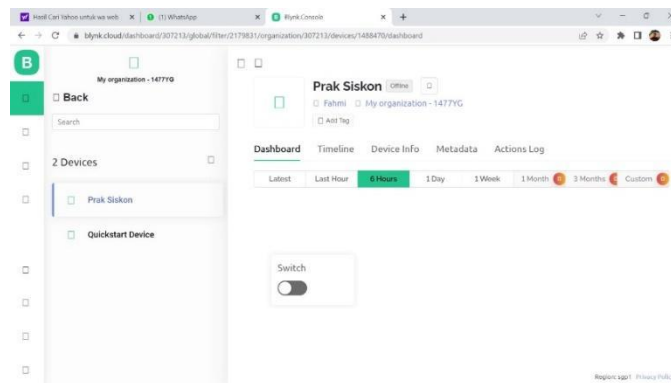 Hasil Cari Yahoo untuk wa web
(1) WhatsApp
Blynk.Console
blynk.cloud/dashboard/307213/global/filter/2179831/organization/307213/devices/1488470/dashboard
B
My organization - 1477YG
Back
Search
2 Devices
Prak Siskon
Quickstart Device
Prak Siskon Offline
Fahmi My organization - 1477YG
Add Tag
Dashboard Timeline Device Info Metadata Actions Log
Latest Last Hour 6 Hours 1 Day 1 Week 1 Month 3 Months Custom
Switch
Region: sgp1 Privacy Polic